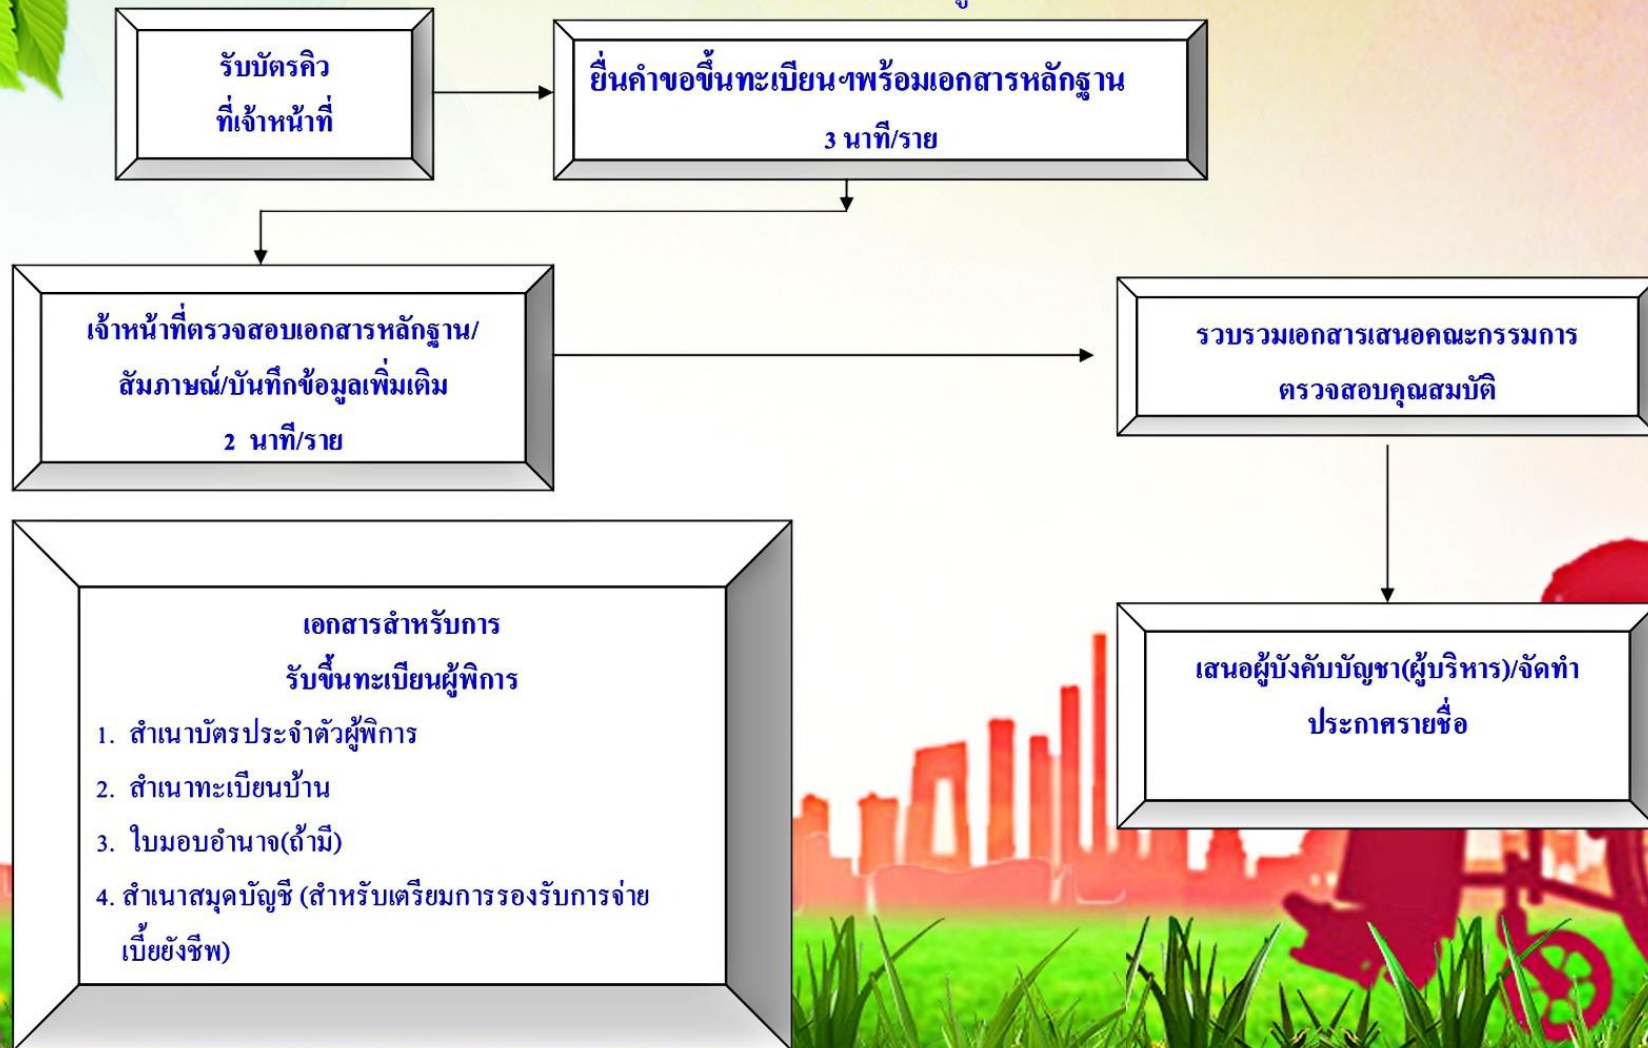 รับบัตรคิว
ที่เจ้าหน้าที่
ยื่นคำขอขึ้นทะเบียนฯพร้อมเอกสารหลักฐาน
3 นาที/ราย
เจ้าหน้าที่ตรวจสอบเอกสารหลักฐาน/
สัมภาษณ์/บันทึกข้อมูลเพิ่มเติม
2 นาที/ราย
รวบรวมเอกสารเสนอคณะกรรมการ
ตรวจสอบคุณสมบัติ
เสนอผู้บังคับบัญชา(ผู้บริหาร)/จัดทำ
ประกาศรายชื่อ
เอกสารสำหรับการ
รับขึ้นทะเบียนผู้พิการ
1. สำเนาบัตรประจำตัวผู้พิการ
2. สำเนาทะเบียนบ้าน
3. ใบมอบอำนาจ(ถ้ามี)
4. สำเนาสมุดบัญชี (สำหรับเตรียมการรองรับการจ่าย
เบี้ยยังชีพ)